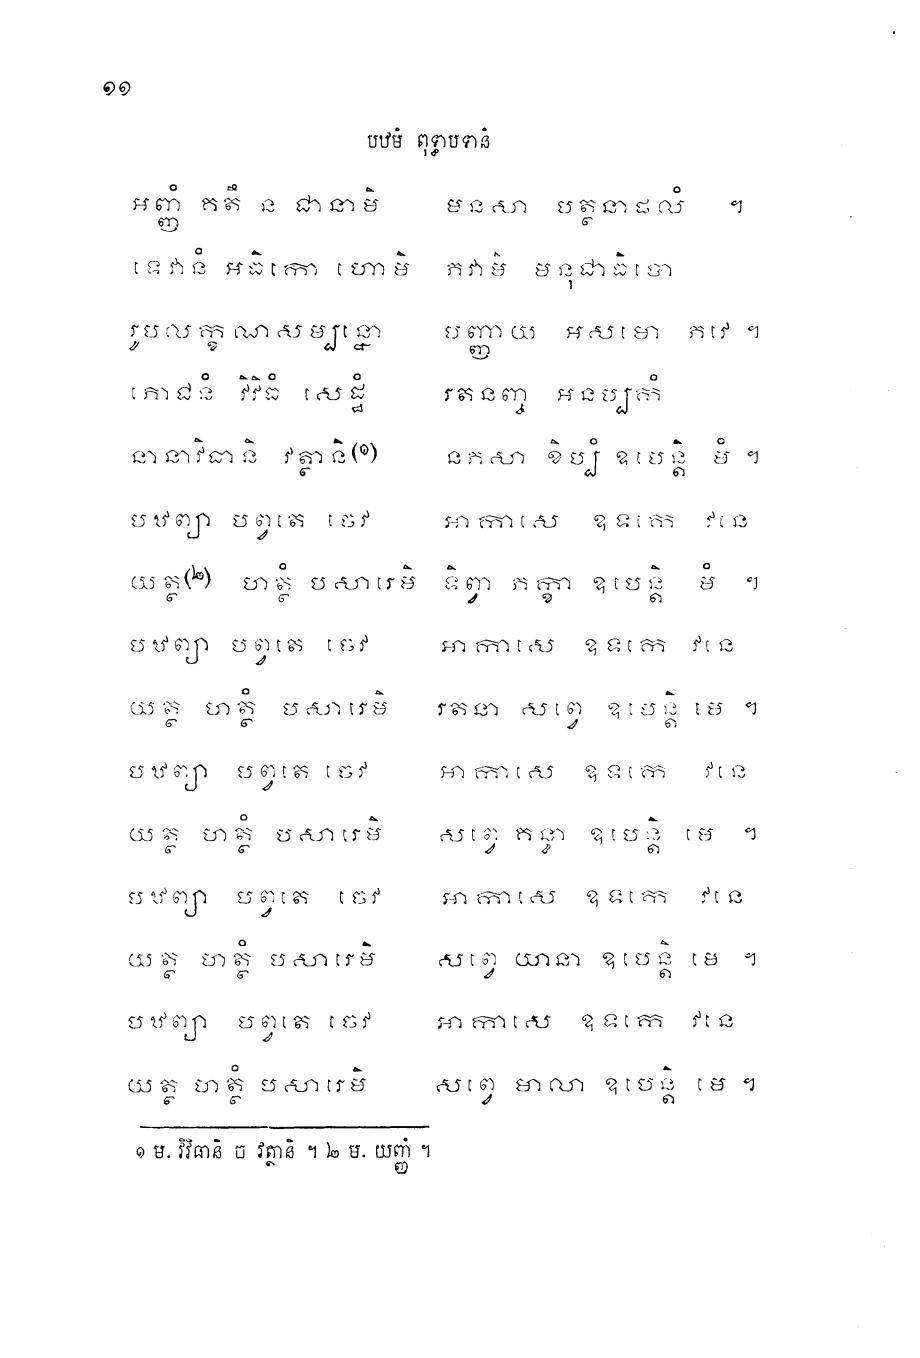 ១១
បឋមំ ពុទ្ធាបទានំ
អញ្ញំ កតឹ ន ជានាមិ មនសា បត្ថនាផលំ ។
ទេវានំ អធិកោ ហោមិ ភវាមិ មនុជាធិបោ
រូបលក្ខណសម្បន្នោ បញ្ញាយ អសមោ ភវេ ។
ភោជនំ វិវិធំ សេដ្ឋំ រតនញ្ច អនប្បកំ
នានាវិធានិ វត្ថានិ(១) នភសា ខិប្បំ ឧបេន្តិ មំ ។
បឋព្យា បព្វតេ ចេវ អាកាសេ ឧទកេ វនេ
យត្ថ(២) ហត្ថំ បសារេមិ ទិព្វា ភក្ខា ឧបេន្តិ មំ ។
បឋព្យា បព្វតេ ចេវ អាកាសេ ឧទកេ វនេ
យត្ថ ហត្ថំ បសារេមិ រតនា សព្វេ ឧបេន្តិ មេ ។
បឋព្យា បព្វតេ ចេវ អាកាសេ ឧទកេ វនេ
យត្ថ ហត្ថំ បសារេមិ សព្វេ គន្ធា ឧបេន្តិ មេ ។
បឋព្យា បព្វតេ ចេវ អាកាសេ ឧទកេ វនេ
យត្ថ ហត្ថំ បសារេមិ សព្វេ យានា ឧបេន្តិ មេ ។
បឋព្យា បព្វតេ ចេវ អាកាសេ ឧទកេ វនេ
យត្ថ ហត្ថំ បសារេមិ សព្វេ មាលា ឧបេន្តិ មេ ។
១ ម. វិវិធានិ ច វត្ថានិ ។ ២ ម. យញ្ញំ ។